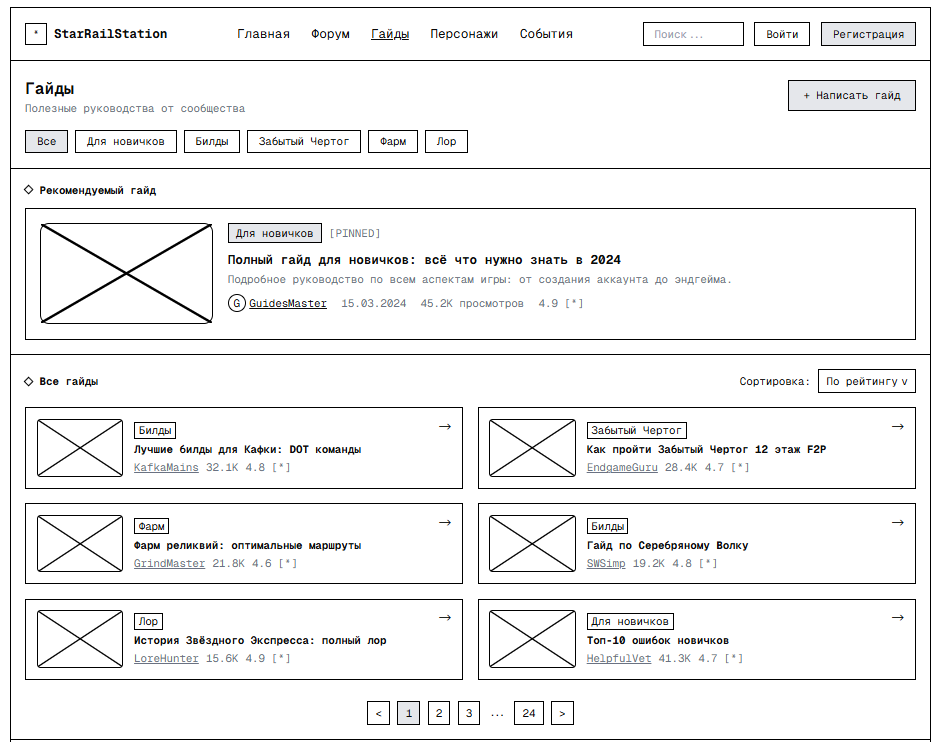 * StarRailStation Главная Форум Гайды Персонажи События Поиск... Войти Регистрация
Гайды
+ Написать гайд
Полезные руководства от сообщества
Все Для новичков Билды Забытый Чертог Фарм Лор
◇ Рекомендуемый гайд
Для новичков [PINNED]
Полный гайд для новичков: всё что нужно знать в 2024
Подробное руководство по всем аспектам игры: от создания аккаунта до эндгейма.
G GuidesMaster 15.03.2024 45.2K просмотров 4.9 [*]
◇ Все гайды Сортировка: По рейтингу v
Билды →
Лучшие билды для Кафки: DOT команды
KafkaMains 32.1K 4.8 [*]
Забытый Чертог →
Как пройти Забытый Чертог 12 этаж F2P
EndgameGuru 28.4K 4.7 [*]
Фарм →
Фарм реликвий: оптимальные маршруты
GrindMaster 21.8K 4.6 [*]
Билды →
Гайд по Серебряному Волку
SWSimp 19.2K 4.8 [*]
Лор →
История Звёздного Экспресса: полный лор
LoreHunter 15.6K 4.9 [*]
Для новичков →
Топ-10 ошибок новичков
HelpfulVet 41.3K 4.7 [*]
< 1 2 3 ... 24 >